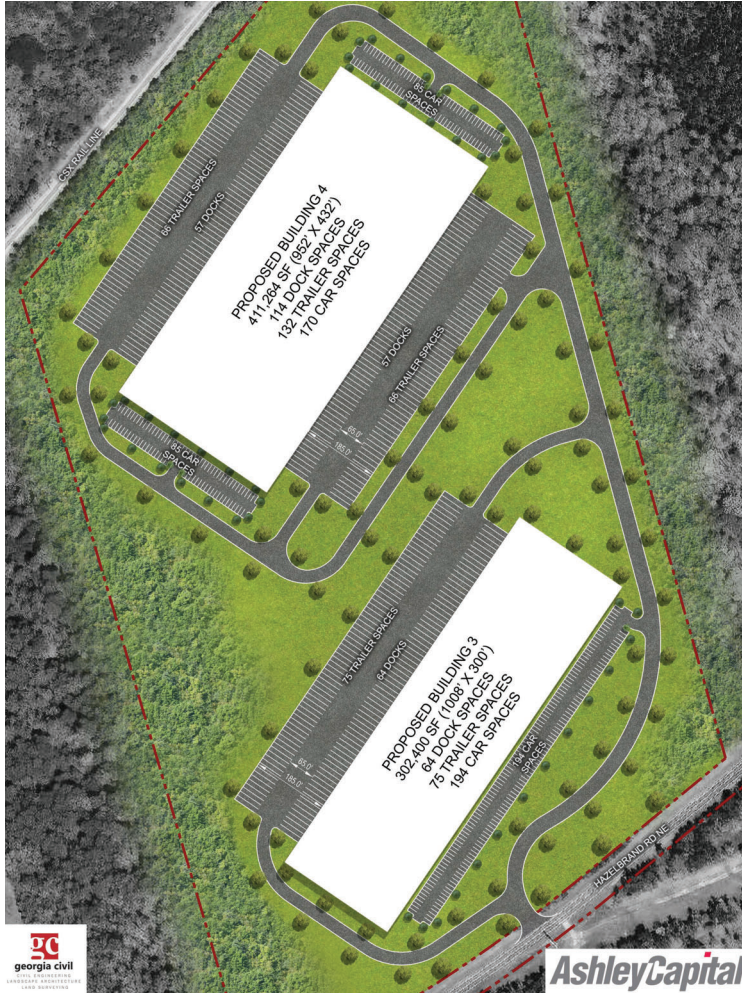 85 CAR
SPACES
CSX RAIL LINE
66 TRAILER SPACES
57 DOCKS
PROPOSED BUILDING 4
411,264 SF (952' X 432')
114 DOCK SPACES
132 TRAILER SPACES
170 CAR SPACES
57 DOCKS
66 TRAILER SPACES
65.0'
185.0'
85 CAR
SPACES
75 TRAILER SPACES
64 DOCKS
PROPOSED BUILDING 3
302,400 SF (1008' X 300')
64 DOCK SPACES
75 TRAILER SPACES
194 CAR SPACES
194 CAR
SPACES
65.0'
185.0'
HAZELBRAND RD NE
gc
georgia civil
CIVIL ENGINEERING
LANDSCAPE ARCHITECTURE
LAND SURVEYING
AshleyCapital